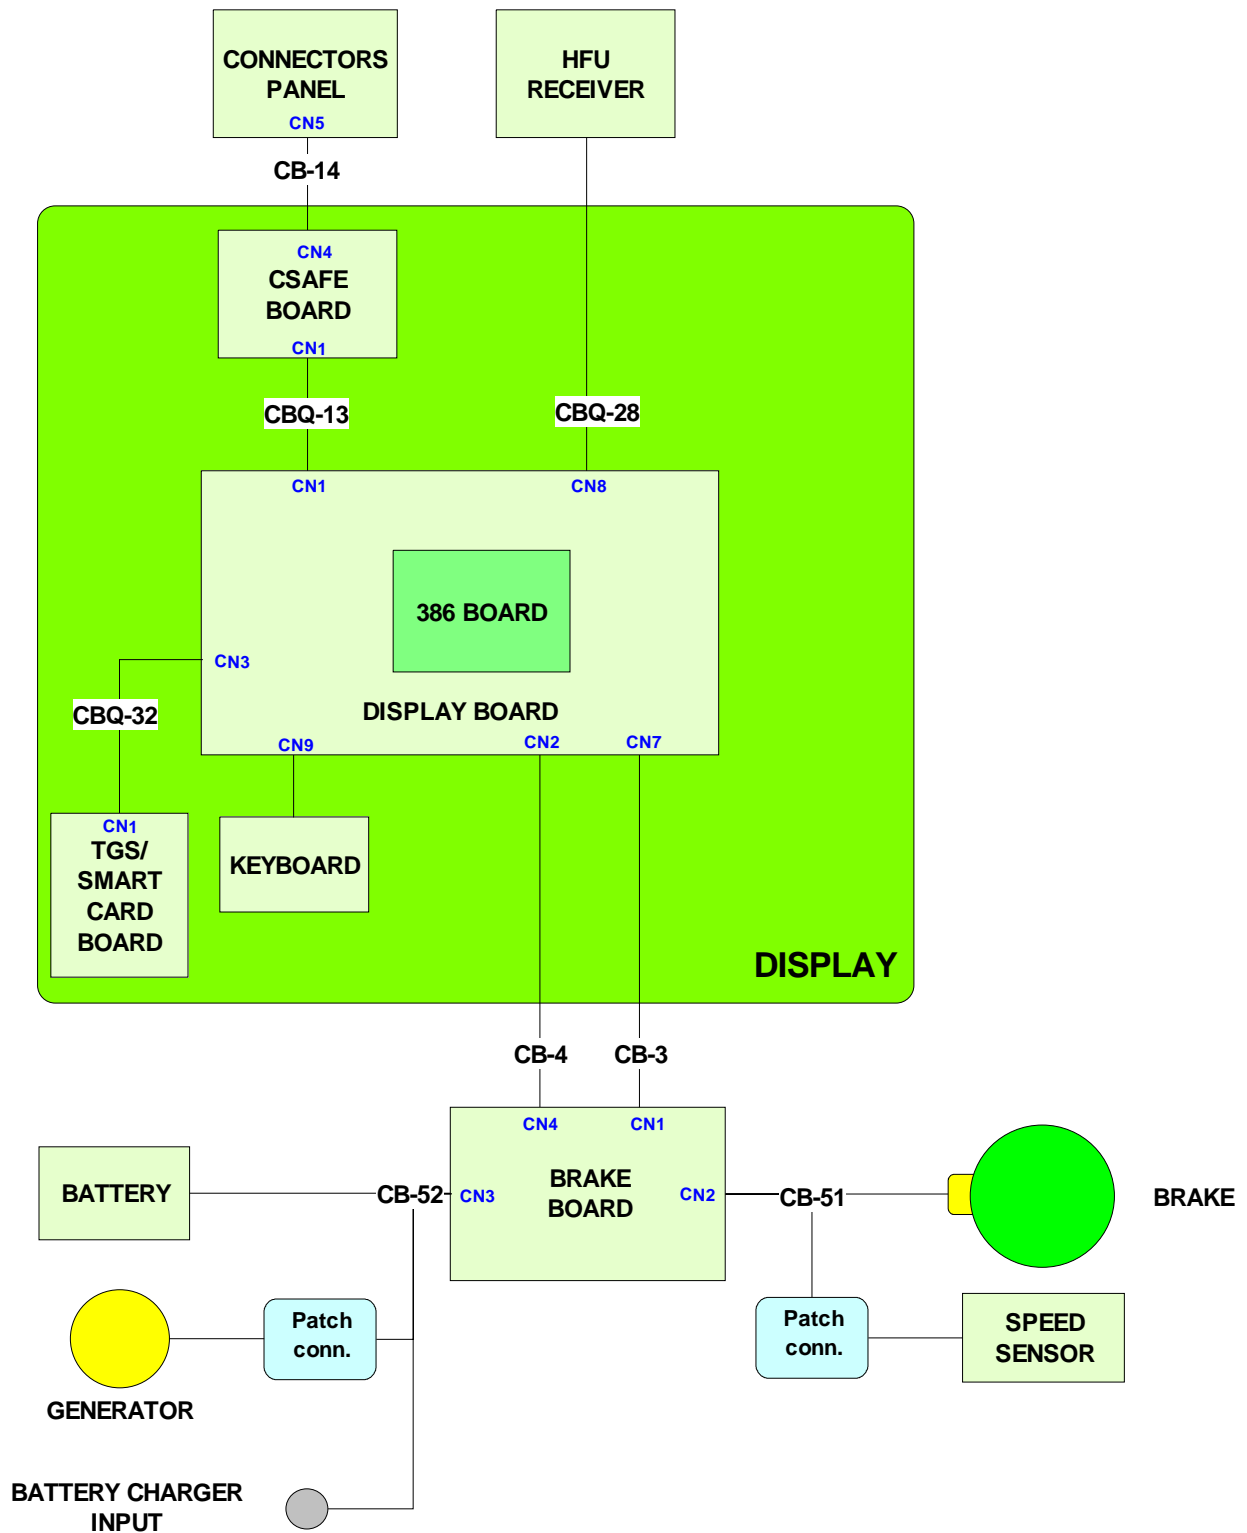 CONNECTORS
PANEL
CN5
HFU
RECEIVER
CB-14
CN4
CSAFE
BOARD
CN1
CBQ-13
CBQ-28
CN1
CN8
386 BOARD
CN3
CBQ-32
DISPLAY BOARD
CN9
CN2
CN7
CN1
TGS/
SMART
CARD
BOARD
KEYBOARD
DISPLAY
CB-4
CB-3
CN4
CN1
BATTERY
CB-52
CN3
BRAKE
BOARD
CN2
CB-51
BRAKE
Patch
conn.
GENERATOR
Patch
conn.
SPEED
SENSOR
BATTERY CHARGER
INPUT